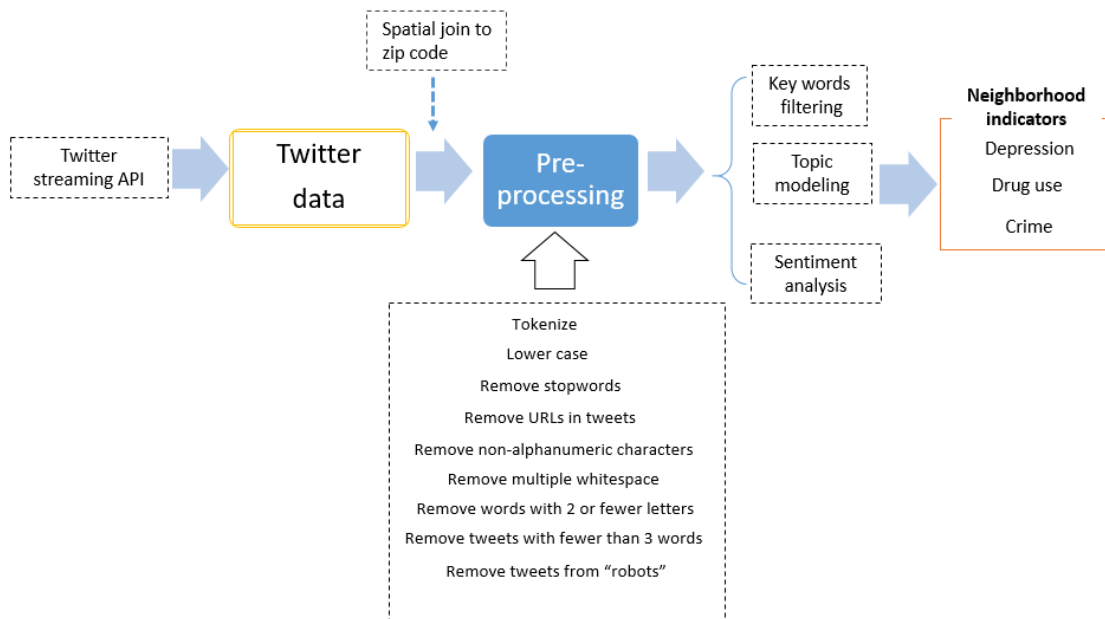 Spatial join to
zip code
Twitter
streaming API
Twitter
data
Pre-
processing
Key words
filtering
Topic
modeling
Sentiment
analysis
Neighborhood
indicators
Depression
Drug use
Crime
Tokenize
Lower case
Remove stopwords
Remove URLs in tweets
Remove non-alphanumeric characters
Remove multiple whitespace
Remove words with 2 or fewer letters
Remove tweets with fewer than 3 words
Remove tweets from “robots”